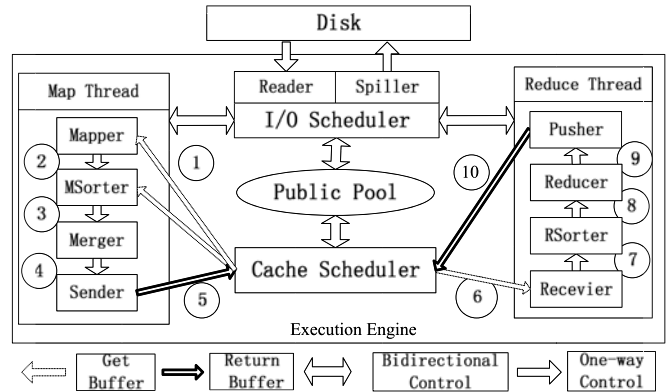 Disk
Reader
Spiller
I/O Scheduler
Map Thread
Reduce Thread
Mapper
MSorter
Merger
Sender
2
3
4
1
5
Public Pool
Cache Scheduler
10
6
Pusher
Reducer
RSorter
Recevier
9
8
7
Execution Engine
Get
Buffer
Return
Buffer
Bidirectional
Control
One-way
Control